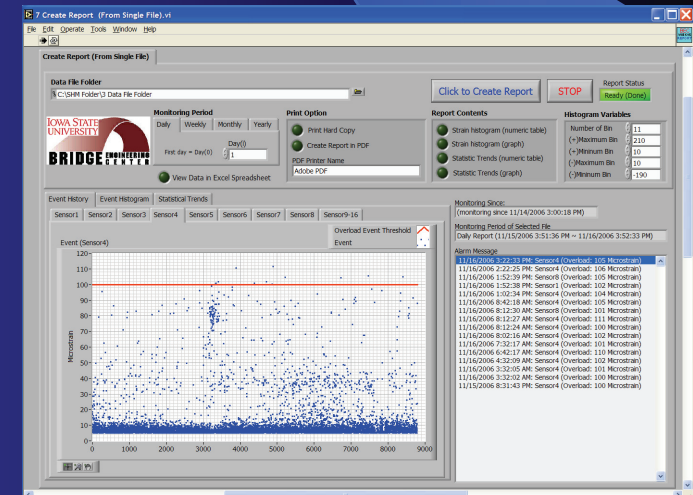 7 Create Report (From Single File).vi
File Edit Operate Tools Window Help
Create Report (From Single File)
Data File Folder
C:\SHM Folder\3 Data File Folder
Click to Create Report
STOP
Report Status
Ready (Done)
IOWA STATE
UNIVERSITY
BRIDGE ENGINEERING
CENTER
Monitoring Period
Daily Weekly Monthly Yearly
Day(i)
First day = Day(0) 1
View Data in Excel Spreadsheet
Print Option
Print Hard Copy
Create Report in PDF
PDF Printer Name
Adobe PDF
Report Contents
Strain histogram (numeric table)
Strain histogram (graph)
Statistic Trends (numeric table)
Statistic Trends (graph)
Histogram Variables
Number of Bin 11
(+)Maximum Bin 210
(+)Mininum Bin 10
(-)Maximum Bin 10
(-)Mininum Bin -190
Event History Event Histogram Statistical Trends
Sensor1 Sensor2 Sensor3 Sensor4 Sensor5 Sensor6 Sensor7 Sensor8 Sensor9-16
Overload Event Threshold
Event (Sensor4) Event
120
110
100
90
80
70
60
50
40
30
20
10
0
Microstrain
0 1000 2000 3000 4000 5000 6000 7000 8000 9000
Monitoring Since:
(monitoring since 11/14/2006 3:00:18 PM)
Monitoring Period of Selected File
Daily Report (11/15/2006 3:51:36 PM ~ 11/16/2006 3:52:33 PM)
Alarm Message
11/16/2006 3:22:33 PM: Sensor4 (Overload: 105 Microstrain)
11/16/2006 2:22:25 PM: Sensor4 (Overload: 106 Microstrain)
11/16/2006 1:52:39 PM: Sensor8 (Overload: 100 Microstrain)
11/16/2006 1:52:38 PM: Sensor1 (Overload: 102 Microstrain)
11/16/2006 1:02:34 PM: Sensor4 (Overload: 104 Microstrain)
11/16/2006 8:42:18 AM: Sensor4 (Overload: 105 Microstrain)
11/16/2006 8:12:30 AM: Sensor8 (Overload: 101 Microstrain)
11/16/2006 8:12:27 AM: Sensor4 (Overload: 111 Microstrain)
11/16/2006 8:12:24 AM: Sensor4 (Overload: 100 Microstrain)
11/16/2006 8:02:16 AM: Sensor4 (Overload: 102 Microstrain)
11/16/2006 7:32:17 AM: Sensor4 (Overload: 101 Microstrain)
11/16/2006 6:42:17 AM: Sensor4 (Overload: 110 Microstrain)
11/16/2006 4:32:09 AM: Sensor4 (Overload: 102 Microstrain)
11/16/2006 3:32:05 AM: Sensor4 (Overload: 101 Microstrain)
11/16/2006 3:32:02 AM: Sensor4 (Overload: 100 Microstrain)
11/15/2006 8:31:43 PM: Sensor4 (Overload: 100 Microstrain)